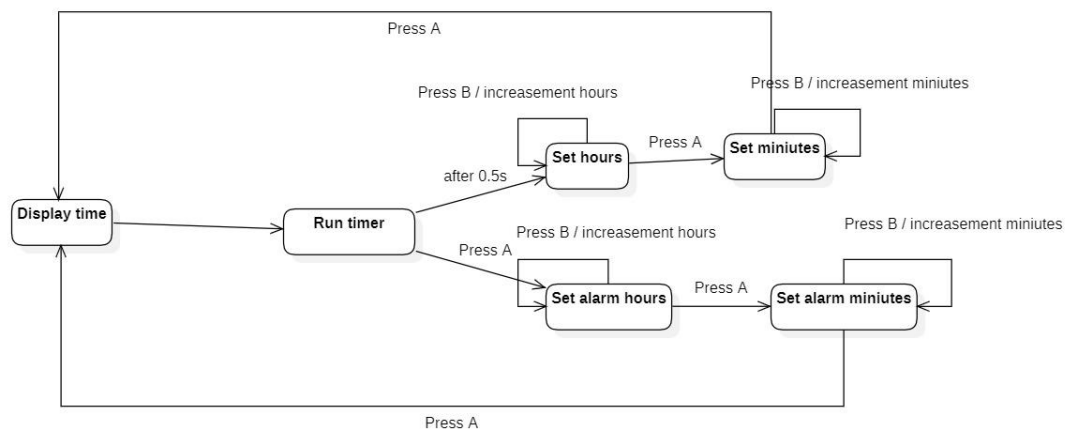 Press A
Press B / increasement miniutes
Press B / increasement hours
Press A
Set hours
Set miniutes
after 0.5s
Display time
Run timer
Press B / increasement hours
Press B / increasement miniutes
Press A
Press A
Set alarm hours
Set alarm miniutes
Press A